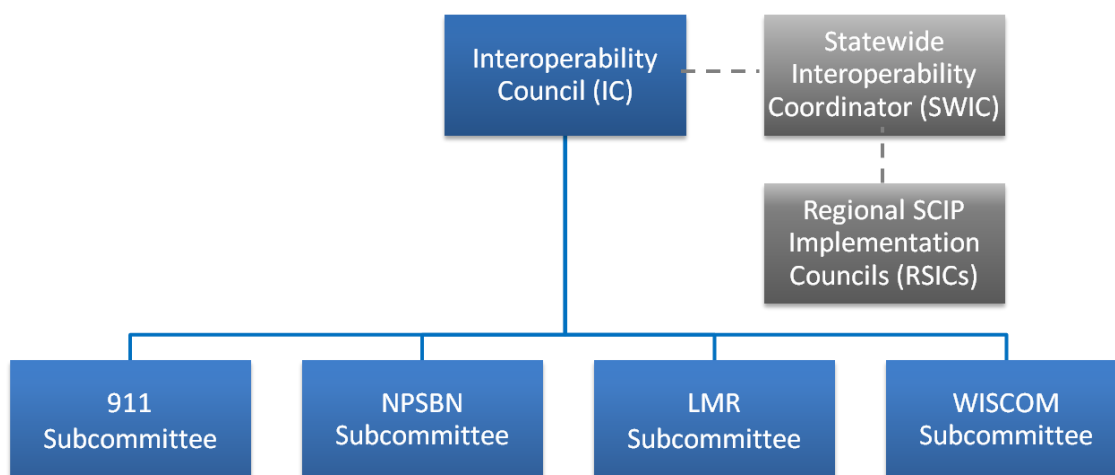 Interoperability
Council (IC)
Statewide
Interoperability
Coordinator (SWIC)
Regional SCIP
Implementation
Councils (RSICs)
911
Subcommittee
NPSBN
Subcommittee
LMR
Subcommittee
WISCOM
Subcommittee